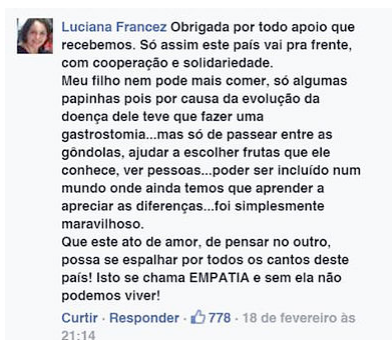 Luciana Francez Obrigada por todo apoio que
recebemos. Só assim este país vai pra frente,
com cooperação e solidariedade.
Meu filho nem pode mais comer, só algumas
papinhas pois por causa da evolução da
doença dele teve que fazer uma
gastrostomia...mas só de passear entre as
gôndolas, ajudar a escolher frutas que ele
conhece, ver pessoas...poder ser incluído num
mundo onde ainda temos que aprender a
apreciar as diferenças...foi simplesmente
maravilhoso.
Que este ato de amor, de pensar no outro,
possa se espalhar por todos os cantos deste
país! Isto se chama EMPATIA e sem ela não
podemos viver!
Curtir · Responder · 778 · 18 de fevereiro às
21:14